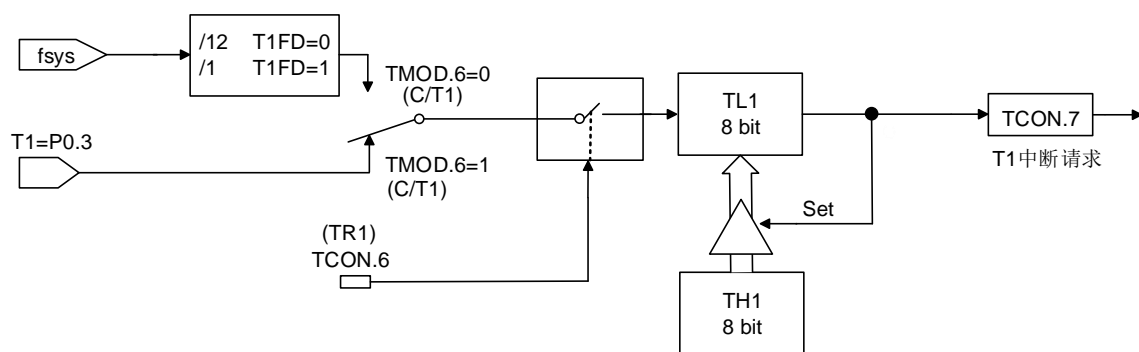 fsys
/12 T1FD=0
/1 T1FD=1
TMOD.6=0
(C/T1)
T1=P0.3
TMOD.6=1
(C/T1)
(TR1)
TCON.6
TL1
8 bit
TCON.7
T1中断请求
Set
TH1
8 bit